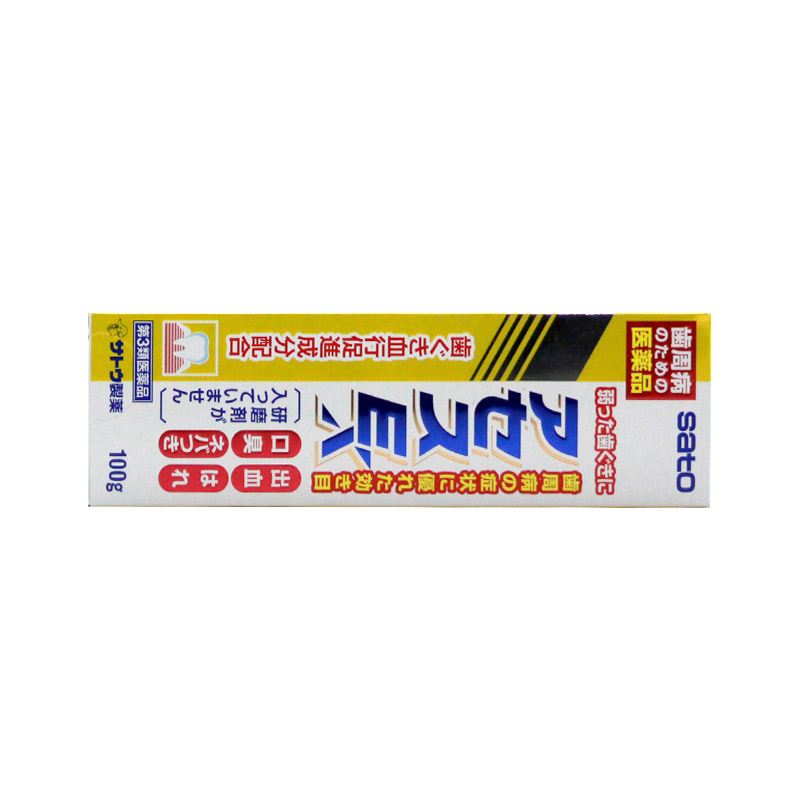 sato
弱った歯ぐきに
歯周病
のための
医薬品
歯周病の症状に優れた効き目
アセスEX
歯ぐき血行促進成分配合
出血
はれ
口臭
ネバつき
研磨剤が
入っていません
第3類医薬品
100g
サトウ製薬